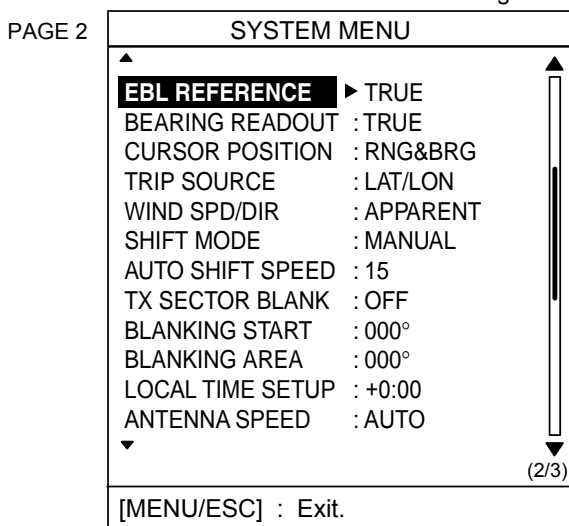 PAGE 2
SYSTEM MENU
EBL REFERENCE ▶ TRUE
BEARING READOUT : TRUE
CURSOR POSITION : RNG&BRG
TRIP SOURCE : LAT/LON
WIND SPD/DIR : APPARENT
SHIFT MODE : MANUAL
AUTO SHIFT SPEED : 15
TX SECTOR BLANK : OFF
BLANKING START : 000°
BLANKING AREA : 000°
LOCAL TIME SETUP : +0:00
ANTENNA SPEED : AUTO
(2/3)
[MENU/ESC] : Exit.